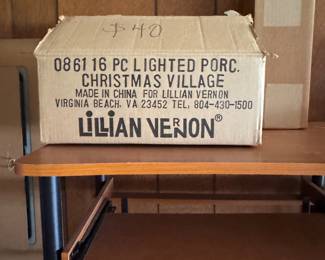 $40
0861 16 PC LIGHTED PORC.
CHRISTMAS VILLAGE
MADE IN CHINA FOR LILLIAN VERNON
VIRGINIA BEACH, VA 23452 TEL, 804-430-1500
LILLIAN VERNON®